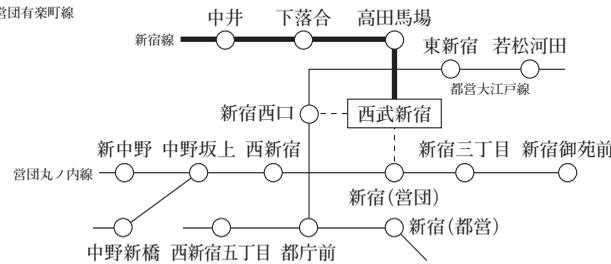 営団有楽町線
中井
下落合
高田馬場
新宿線
東新宿
若松河田
都営大江戸線
新宿西口
西武新宿
新中野
中野坂上
西新宿
新宿三丁目
新宿御苑前
営団丸ノ内線
新宿(営団)
中野新橋
西新宿五丁目
都庁前
新宿(都営)